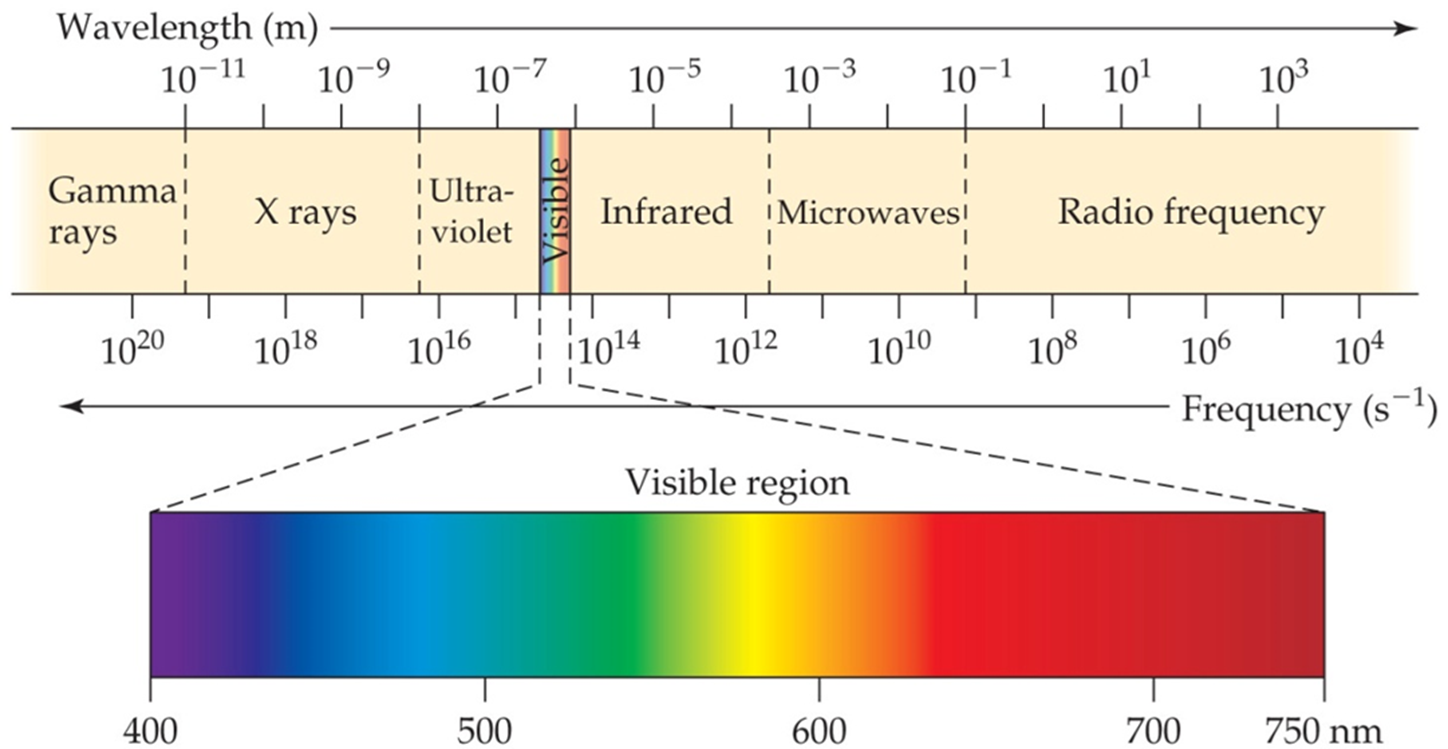 Wavelength (m)
10⁻¹¹ 10⁻⁹ 10⁻⁷ 10⁻⁵ 10⁻³ 10⁻¹ 10¹ 10³
Gamma
rays
X rays
Ultra-
violet
Visible
Infrared
Microwaves
Radio frequency
10²⁰ 10¹⁸ 10¹⁶ 10¹⁴ 10¹² 10¹⁰ 10⁸ 10⁶ 10⁴
Frequency (s⁻¹)
Visible region
400 500 600 700 750 nm